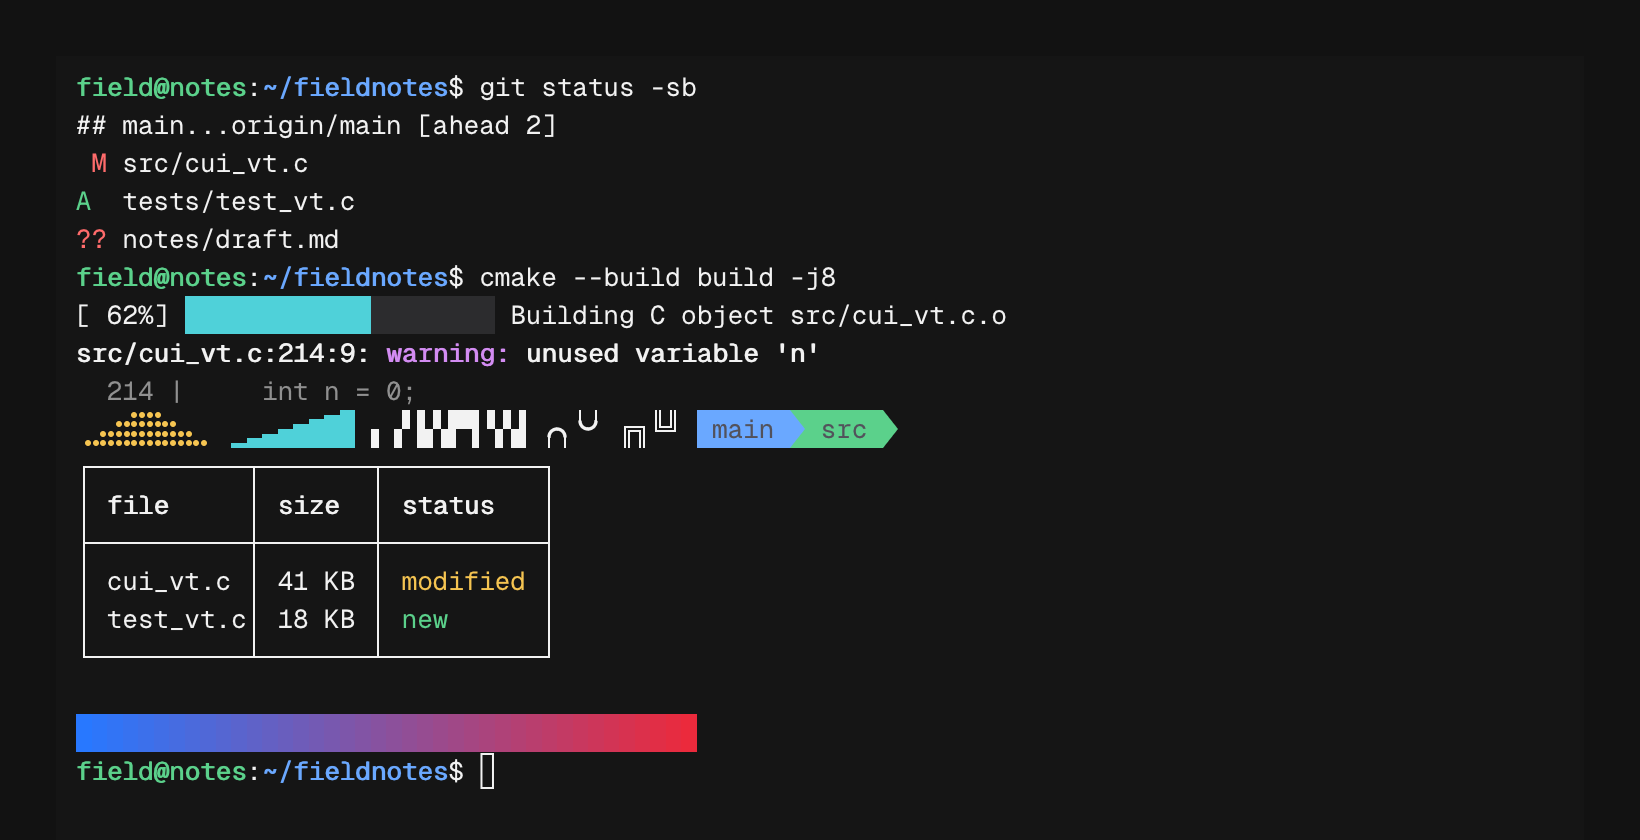 field@notes:~/fieldnotes$ git status -sb
## main...origin/main [ahead 2]
 M src/cui_vt.c
A  tests/test_vt.c
?? notes/draft.md
field@notes:~/fieldnotes$ cmake --build build -j8
[ 62%] Building C object src/cui_vt.c.o
src/cui_vt.c:214:9: warning: unused variable 'n'
  214 |     int n = 0;
main src
file size status
cui_vt.c 41 KB modified
test_vt.c 18 KB new
field@notes:~/fieldnotes$